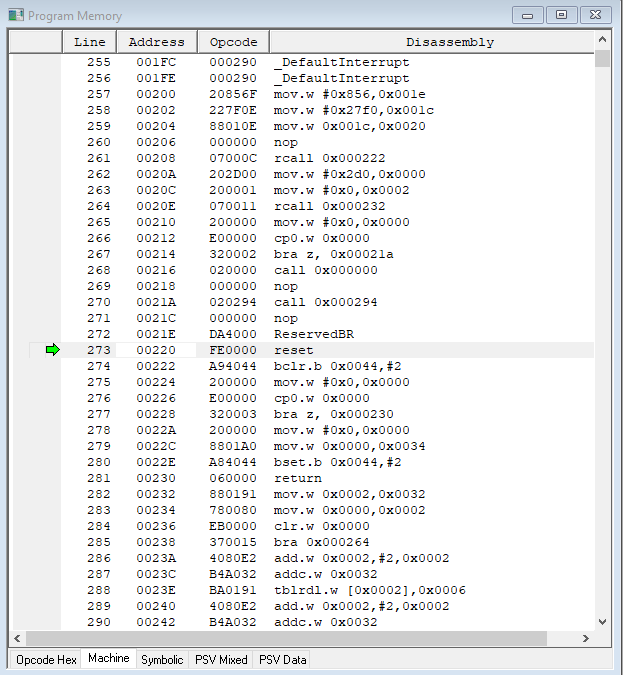 Program Memory
Line Address Opcode Disassembly
255 001FC 000290 _DefaultInterrupt
256 001FE 000290 _DefaultInterrupt
257 00200 20856F mov.w #0x856,0x001e
258 00202 227F0E mov.w #0x27f0,0x001c
259 00204 88010E mov.w 0x001c,0x0020
260 00206 000000 nop
261 00208 07000C rcall 0x000222
262 0020A 202D00 mov.w #0x2d0,0x0000
263 0020C 200001 mov.w #0x0,0x0002
264 0020E 070011 rcall 0x000232
265 00210 200000 mov.w #0x0,0x0000
266 00212 E00000 cp0.w 0x0000
267 00214 320002 bra z, 0x00021a
268 00216 020000 call 0x000000
269 00218 000000 nop
270 0021A 020294 call 0x000294
271 0021C 000000 nop
272 0021E DA4000 ReservedBR
273 00220 FE0000 reset
274 00222 A94044 bclr.b 0x0044,#2
275 00224 200000 mov.w #0x0,0x0000
276 00226 E00000 cp0.w 0x0000
277 00228 320003 bra z, 0x000230
278 0022A 200000 mov.w #0x0,0x0000
279 0022C 8801A0 mov.w 0x0000,0x0034
280 0022E A84044 bset.b 0x0044,#2
281 00230 060000 return
282 00232 880191 mov.w 0x0002,0x0032
283 00234 780080 mov.w 0x0000,0x0002
284 00236 EB0000 clr.w 0x0000
285 00238 370015 bra 0x000264
286 0023A 4080E2 add.w 0x0002,#2,0x0002
287 0023C B4A032 addc.w 0x0032
288 0023E BA0191 tblrdl.w [0x0002],0x0006
289 00240 4080E2 add.w 0x0002,#2,0x0002
290 00242 B4A032 addc.w 0x0032
Opcode Hex Machine Symbolic PSV Mixed PSV Data